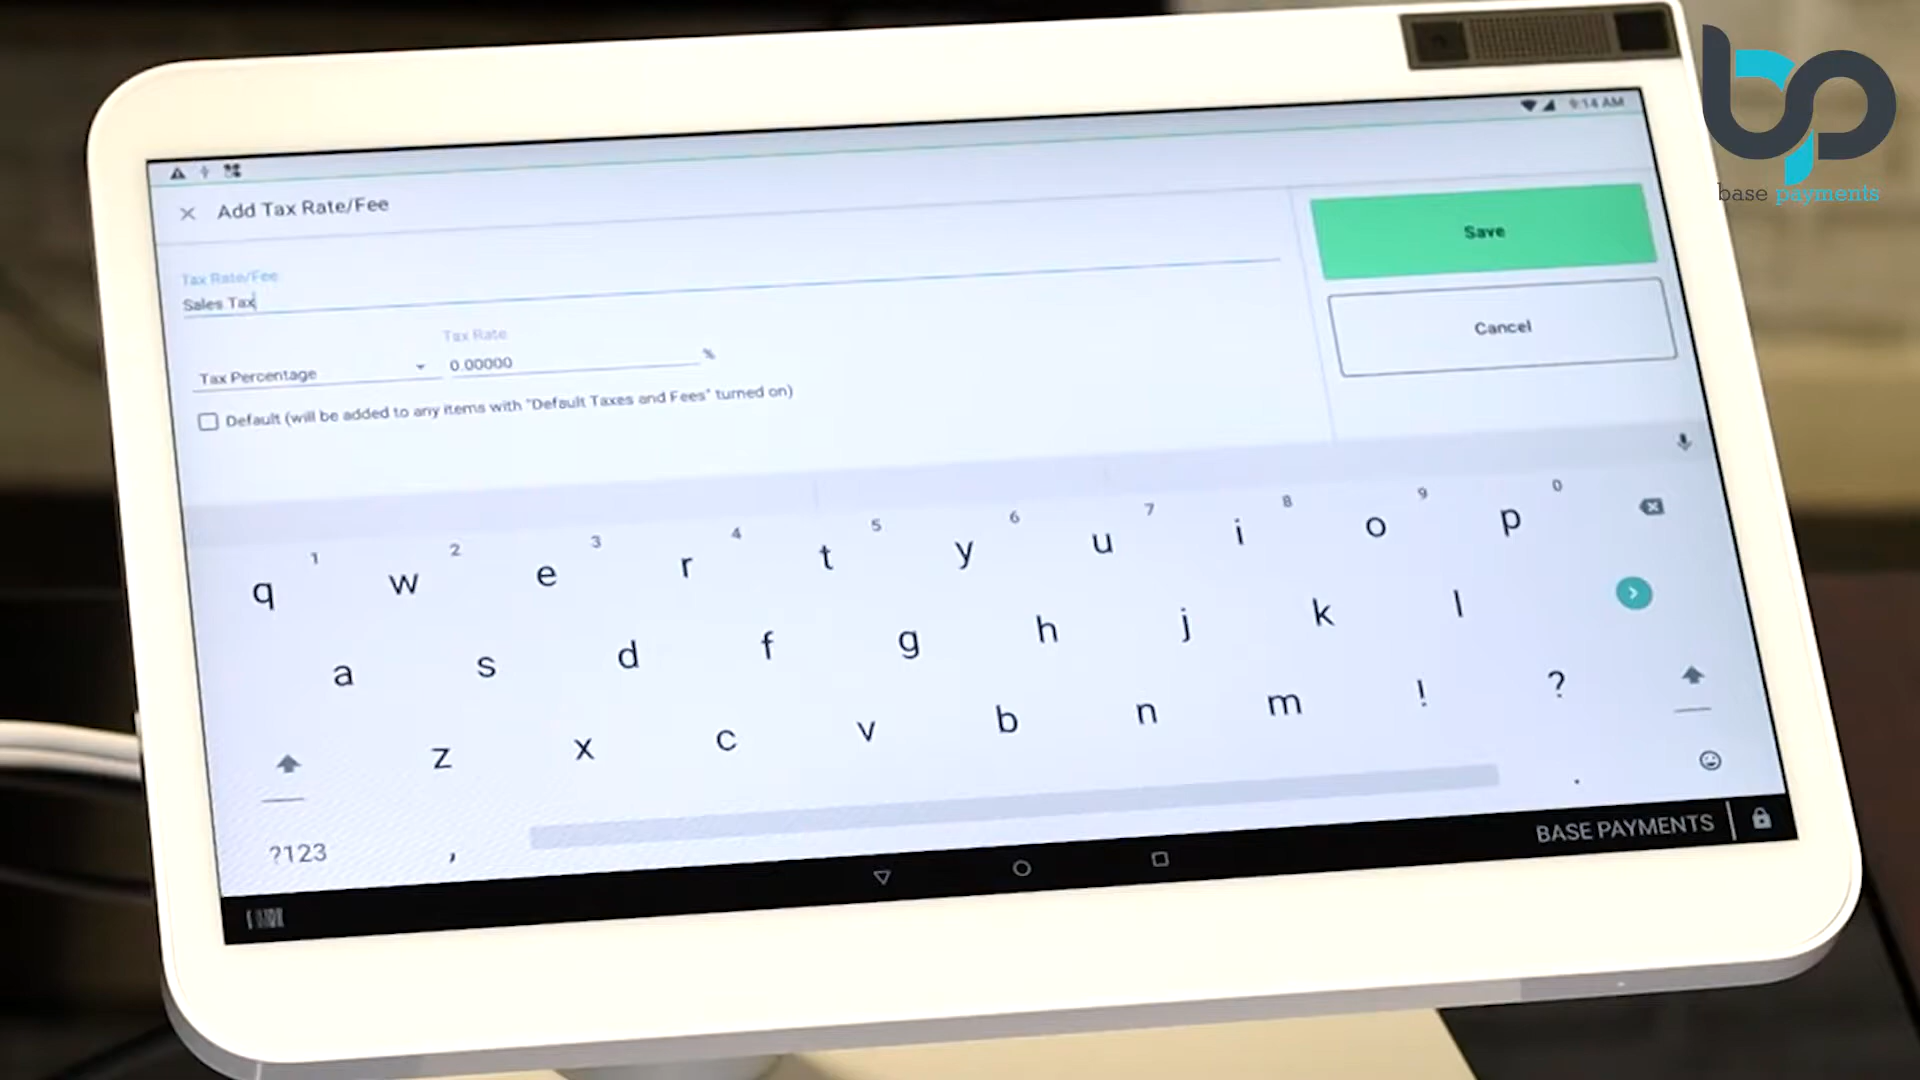 9:14 AM
base payments
Add Tax Rate/Fee
Save
Tax Rate/Fee
Sales Tax
Cancel
Tax Rate
Tax Percentage 0.00000 %
Default (will be added to any items with "Default Taxes and Fees" turned on)
1 2 3 4 5 6 7 8 9 0
q w e r t y u i o p
a s d f g h j k l
z x c v b n m ! ?
?123 , .
BASE PAYMENTS